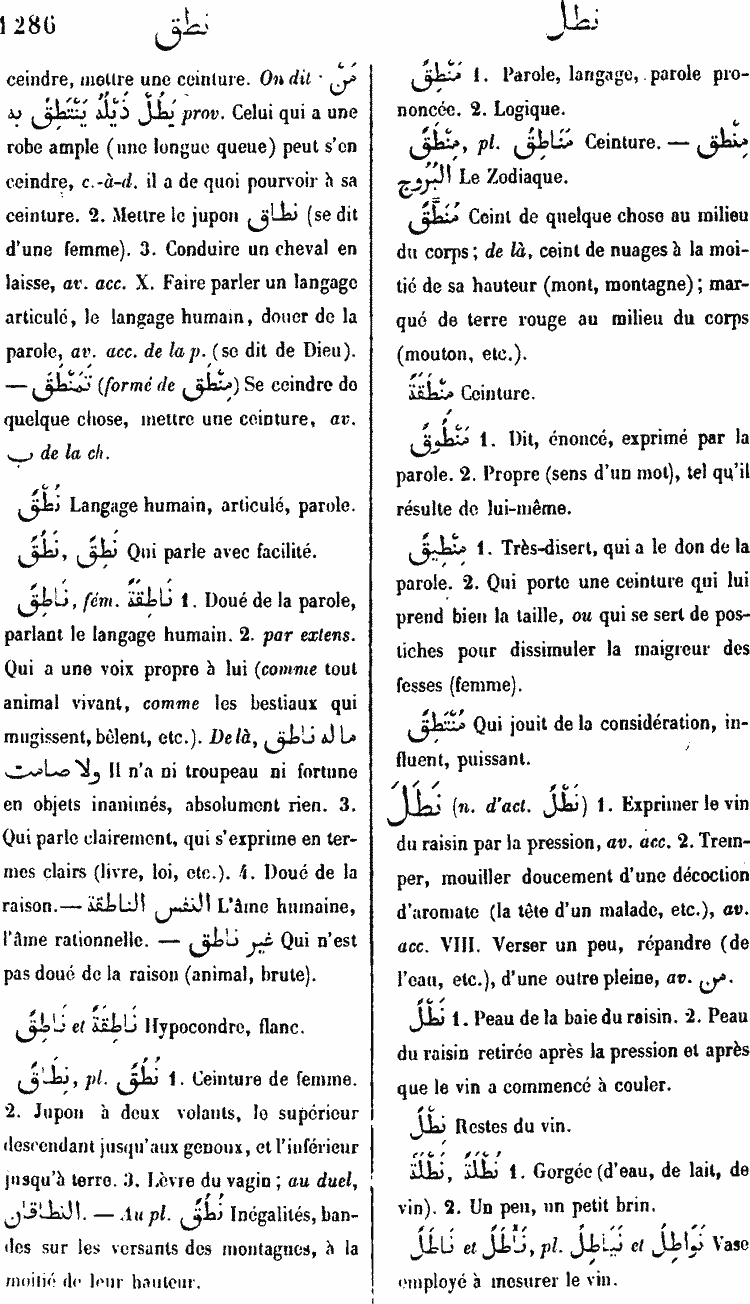 1286
نطق
نطل
ceindre, mettre une ceinture. On dit · مَنْ
يَطُلْ ذَيْلُهُ يَنْتَطِقْ بِهِ prov. Celui qui a une
robe ample (une longue queue) peut s'en
ceindre, c.-à-d. il a de quoi pourvoir à sa
ceinture. 2. Mettre le jupon نطاق (se dit
d'une femme). 3. Conduire un cheval en
laisse, av. acc. X. Faire parler un langage
articulé, le langage humain, douer de la
parole, av. acc. de la p. (se dit de Dieu).
— تَمَنْطَقَ (formé de مِنْطَق) Se ceindre de
quelque chose, mettre une ceinture, av.
ب de la ch.
نُطْقٌ Langage humain, articulé, parole.
نَطِقٌ, نَطُقٌ Qui parle avec facilité.
نَاطِقٌ, fém. نَاطِقَةٌ 1. Doué de la parole,
parlant le langage humain. 2. par extens.
Qui a une voix propre à lui (comme tout
animal vivant, comme les bestiaux qui
mugissent, bêlent, etc.). De là, ما له ناطق
ولا صامت Il n'a ni troupeau ni fortune
en objets inanimés, absolument rien. 3.
Qui parle clairement, qui s'exprime en ter-
mes clairs (livre, loi, etc.). 4. Doué de la
raison.— النفس الناطقة L'âme humaine,
l'âme rationnelle. — غير ناطق Qui n'est
pas doué de la raison (animal, brute).
نَاطِقٌ et نَاطِقَةٌ Hypocondre, flanc.
نِطَاقٌ, pl. نُطُقٌ 1. Ceinture de femme.
2. Jupon à deux volants, le supérieur
descendant jusqu'aux genoux, et l'inférieur
jusqu'à terre. 3. Lèvre du vagin; au duel,
النطاقان. — Au pl. نُطُقٌ Inégalités, ban-
des sur les versants des montagnes, à la
moitié de leur hauteur.
مَنْطِقٌ 1. Parole, langage, parole pro-
noncée. 2. Logique.
مِنْطَقٌ, pl. مَنَاطِقُ Ceinture. — مِنْطَق
البُرُوج Le Zodiaque.
مُنَطَّقٌ Ceint de quelque chose au milieu
du corps; de là, ceint de nuages à la moi-
tié de sa hauteur (mont, montagne); mar-
qué de terre rouge au milieu du corps
(mouton, etc.).
مِنْطَقَةٌ Ceinture.
مَنْطُوقٌ 1. Dit, énoncé, exprimé par la
parole. 2. Propre (sens d'un mot), tel qu'il
résulte de lui-même.
مِنْطِيقٌ 1. Très-disert, qui a le don de la
parole. 2. Qui porte une ceinture qui lui
prend bien la taille, ou qui se sert de pos-
tiches pour dissimuler la maigreur des
fesses (femme).
مُنْتَطِقٌ Qui jouit de la considération, in-
fluent, puissant.
نَطَلَ (n. d'act. نَطْلٌ) 1. Exprimer le vin
du raisin par la pression, av. acc. 2. Trem-
per, mouiller doucement d'une décoction
d'aromate (la tête d'un malade, etc.), av.
acc. VIII. Verser un peu, répandre (de
l'eau, etc.), d'une outre pleine, av. من.
نَطْلٌ 1. Peau de la baie du raisin. 2. Peau
du raisin retirée après la pression et après
que le vin a commencé à couler.
نِطْلٌ Restes du vin.
نَطْلَةٌ, نُطْلَةٌ 1. Gorgée (d'eau, de lait, de
vin). 2. Un peu, un petit brin.
نَاطَلٌ et نَأْطَلٌ, pl. نَيَاطِلُ et نَوَاطِلُ Vase
employé à mesurer le vin.